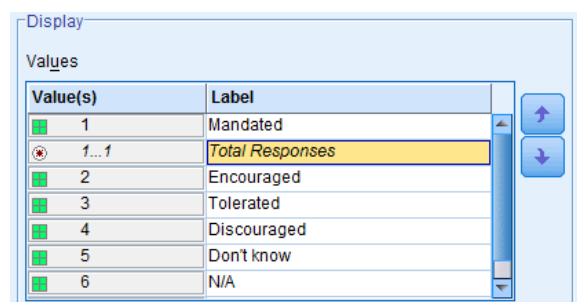 Display
Values
Value(s) Label
1 Mandated
1...1 Total Responses
2 Encouraged
3 Tolerated
4 Discouraged
5 Don't know
6 N/A